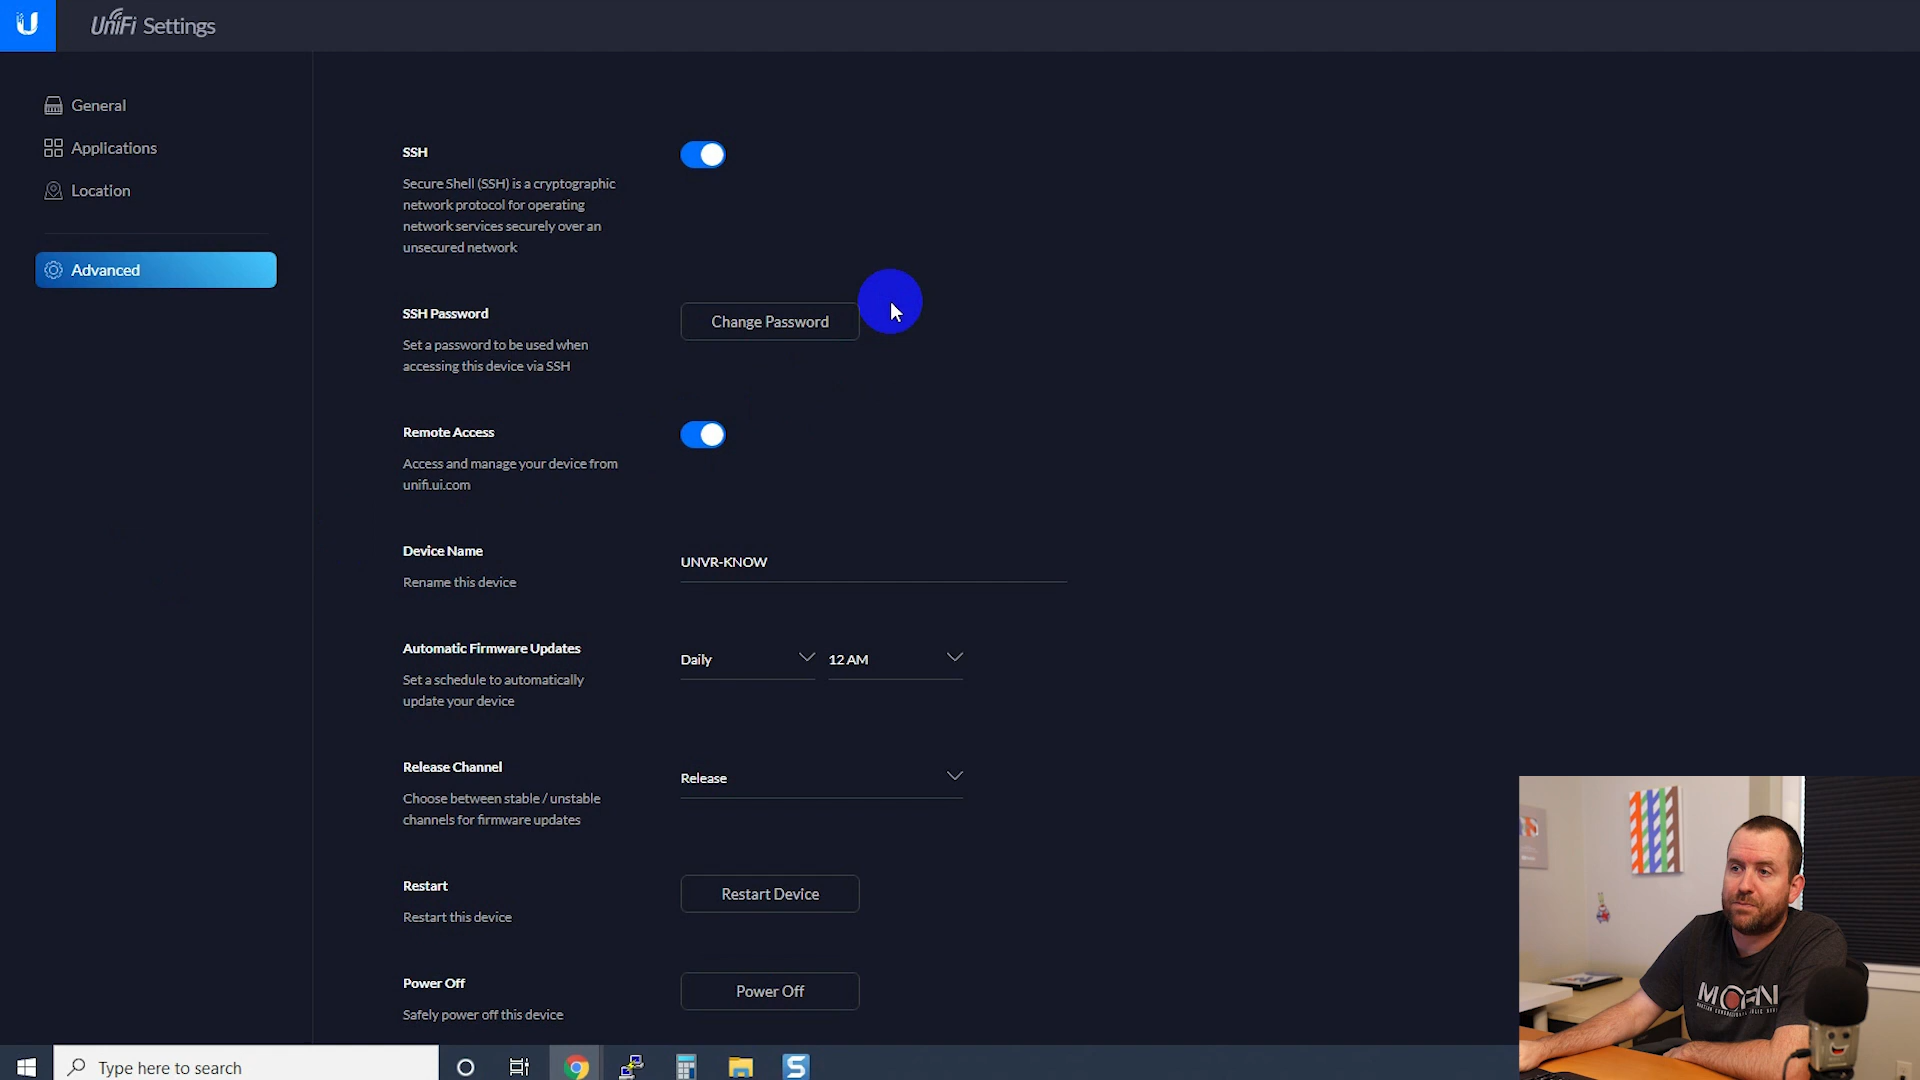 UniFi Settings
General
Applications
Location
Advanced
SSH
Secure Shell (SSH) is a cryptographic
network protocol for operating
network services securely over an
unsecured network
SSH Password
Set a password to be used when
accessing this device via SSH
Change Password
Remote Access
Access and manage your device from
unifi.ui.com
Device Name
Rename this device
UNVR-KNOW
Automatic Firmware Updates
Set a schedule to automatically
update your device
Daily
12 AM
Release Channel
Choose between stable / unstable
channels for firmware updates
Release
Restart
Restart this device
Restart Device
Power Off
Safely power off this device
Power Off
Type here to search